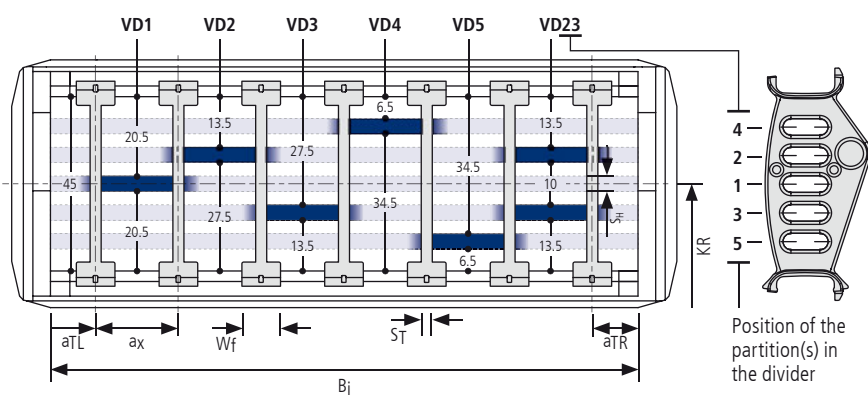 VD1 VD2 VD3 VD4 VD5 VD23
6.5
13.5 13.5
20.5 27.5 34.5
45 10
27.5 34.5 SH
20.5 13.5 13.5
6.5
KR
4
2
1
3
5
aTL ax Wf ST aTR
Bi
Position of the
partition(s) in
the divider